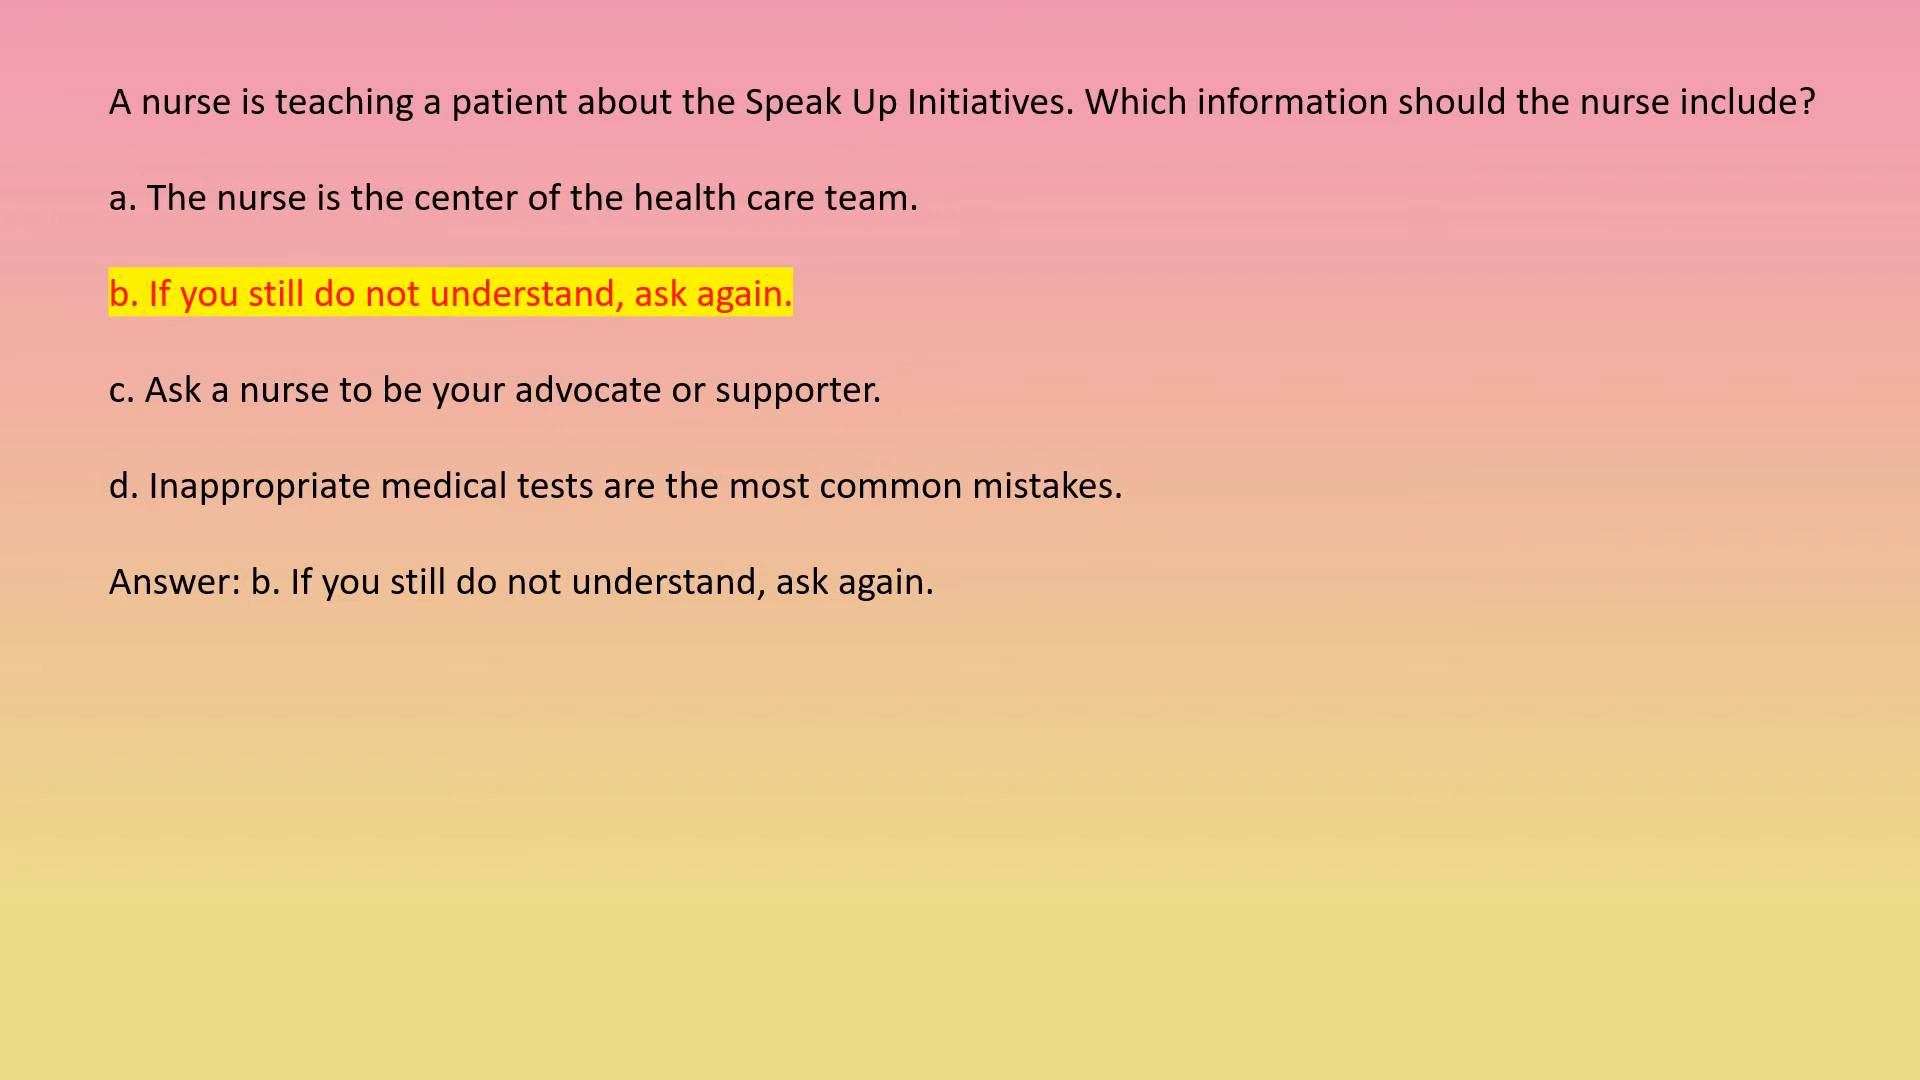 A nurse is teaching a patient about the Speak Up Initiatives. Which information should the nurse include?
a. The nurse is the center of the health care team.
b. If you still do not understand, ask again.
c. Ask a nurse to be your advocate or supporter.
d. Inappropriate medical tests are the most common mistakes.
Answer: b. If you still do not understand, ask again.